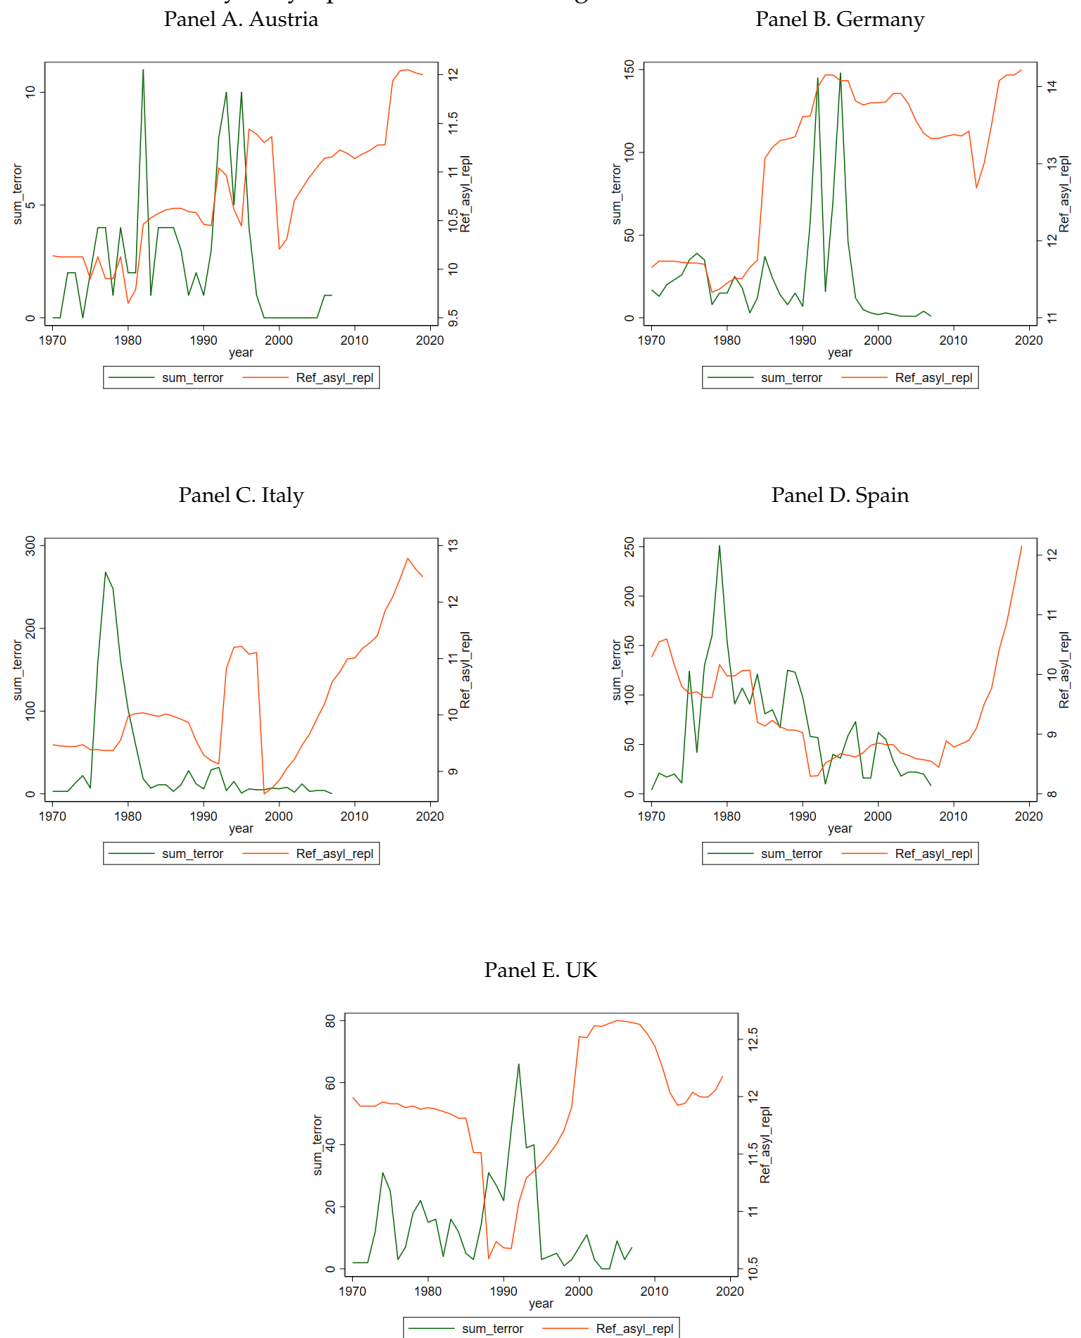 Panel A. Austria
10
5
0
sum_terror
12
11.5
11
10.5
10
9.5
Ref_asyl_repl
1970 1980 1990 2000 2010 2020
year
sum_terror Ref_asyl_repl
Panel B. Germany
150
100
50
0
sum_terror
14
13
12
11
Ref_asyl_repl
1970 1980 1990 2000 2010 2020
year
sum_terror Ref_asyl_repl
Panel C. Italy
300
200
100
0
sum_terror
13
12
11
10
9
Ref_asyl_repl
1970 1980 1990 2000 2010 2020
year
sum_terror Ref_asyl_repl
Panel D. Spain
250
200
150
100
50
0
sum_terror
12
11
10
9
8
Ref_asyl_repl
1970 1980 1990 2000 2010 2020
year
sum_terror Ref_asyl_repl
Panel E. UK
80
60
40
20
0
sum_terror
12.5
12
11.5
11
10.5
Ref_asyl_repl
1970 1980 1990 2000 2010 2020
year
sum_terror Ref_asyl_repl